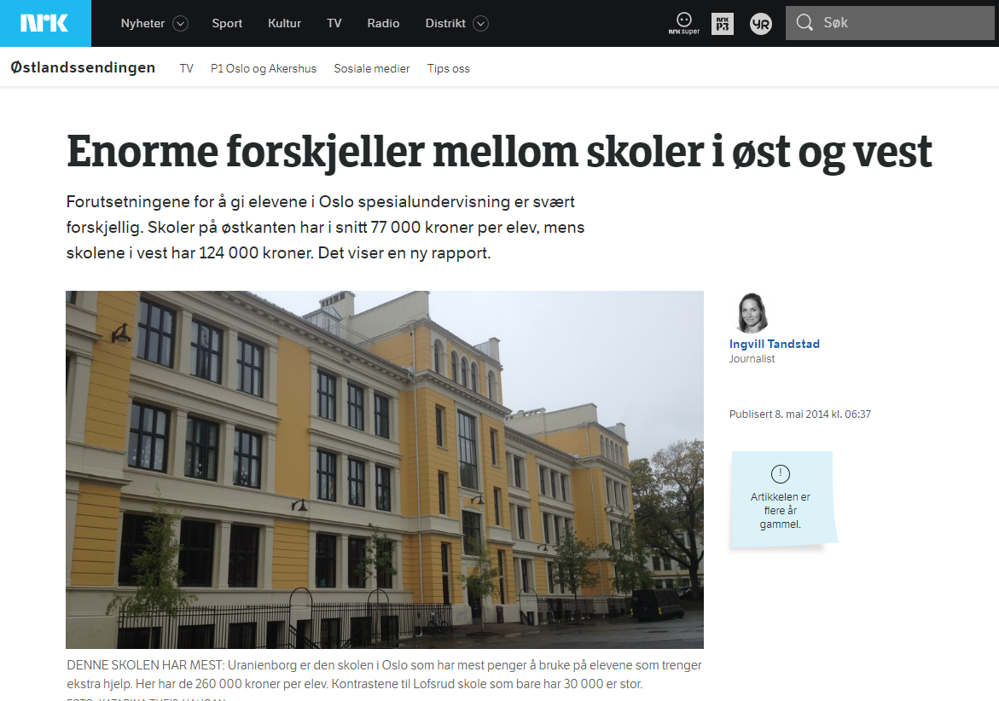 NRK Nyheter Sport Kultur TV Radio Distrikt NRK super NRK P3 YR Søk
Østlandssendingen TV P1 Oslo og Akershus Sosiale medier Tips oss
Enorme forskjeller mellom skoler i øst og vest
Forutsetningene for å gi elevene i Oslo spesialundervisning er svært
forskjellig. Skoler på østkanten har i snitt 77 000 kroner per elev, mens
skolene i vest har 124 000 kroner. Det viser en ny rapport.
Ingvill Tandstad
Journalist
Publisert 8. mai 2014 kl. 06:37
!
Artikkelen er
flere år
gammel.
DENNE SKOLEN HAR MEST: Uranienborg er den skolen i Oslo som har mest penger å bruke på elevene som trenger
ekstra hjelp. Her har de 260 000 kroner per elev. Kontrastene til Lofsrud skole som bare har 30 000 er stor.